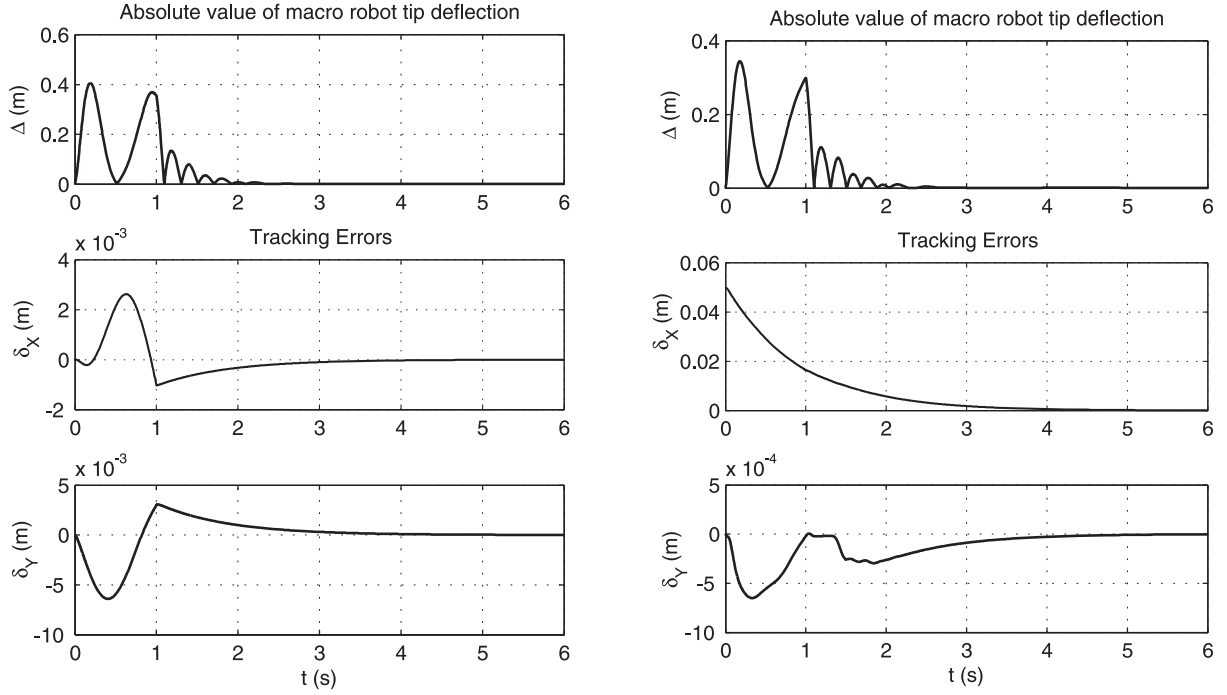 Absolute value of macro robot tip deflection
0.6
0.4
0.2
0
Δ (m)
0 1 2 3 4 5 6
Tracking Errors
x 10-3
4
2
0
-2
δX (m)
0 1 2 3 4 5 6
x 10-3
5
0
-5
-10
δY (m)
0 1 2 3 4 5 6
t (s)
Absolute value of macro robot tip deflection
0.4
0.2
0
Δ (m)
0 1 2 3 4 5 6
Tracking Errors
0.06
0.04
0.02
0
δX (m)
0 1 2 3 4 5 6
x 10-4
5
0
-5
-10
δY (m)
0 1 2 3 4 5 6
t (s)